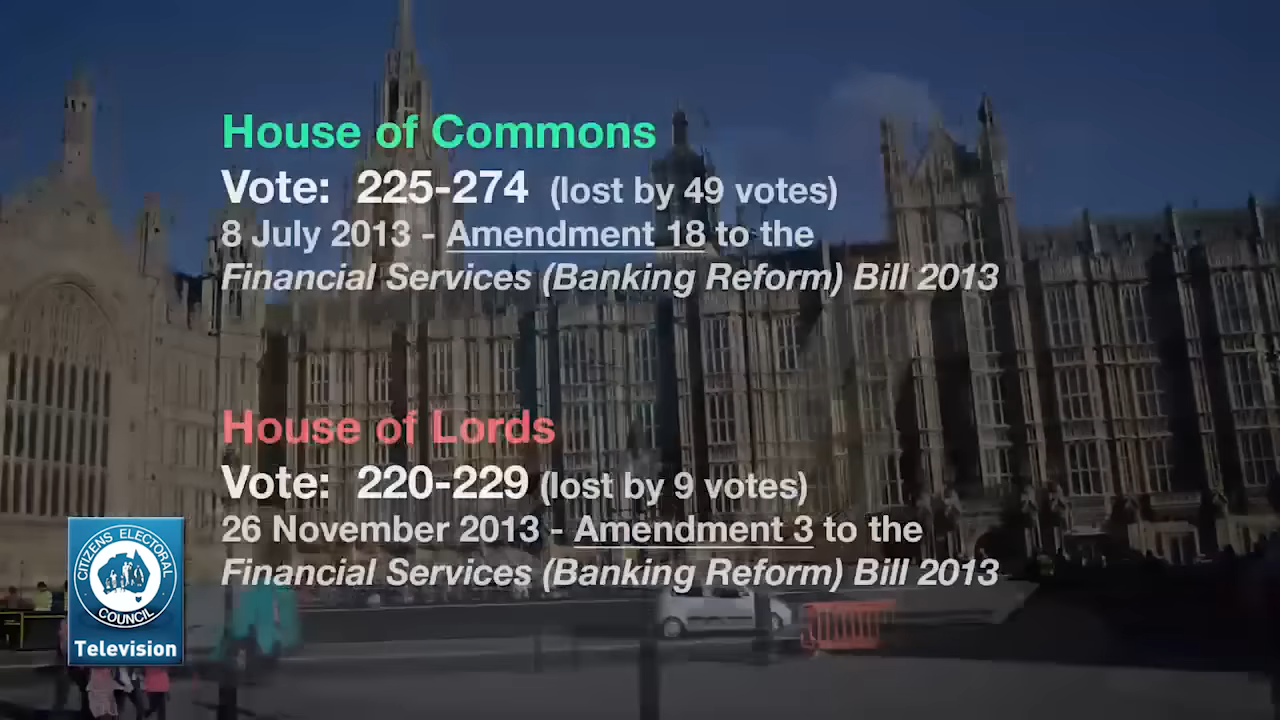 House of Commons
Vote: 225-274 (lost by 49 votes)
8 July 2013 - Amendment 18 to the
Financial Services (Banking Reform) Bill 2013
House of Lords
Vote: 220-229 (lost by 9 votes)
26 November 2013 - Amendment 3 to the
Financial Services (Banking Reform) Bill 2013
CITIZENS ELECTORAL
COUNCIL
Television